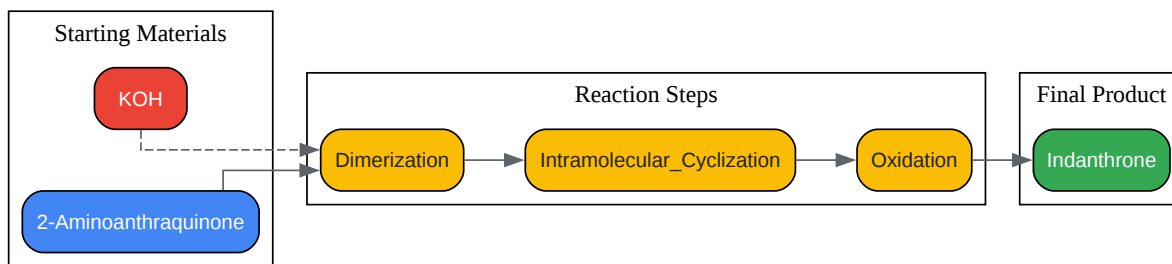 Starting Materials
KOH
2-Aminoanthraquinone
Reaction Steps
Dimerization
Intramolecular_Cyclization
Oxidation
Final Product
Indanthrone